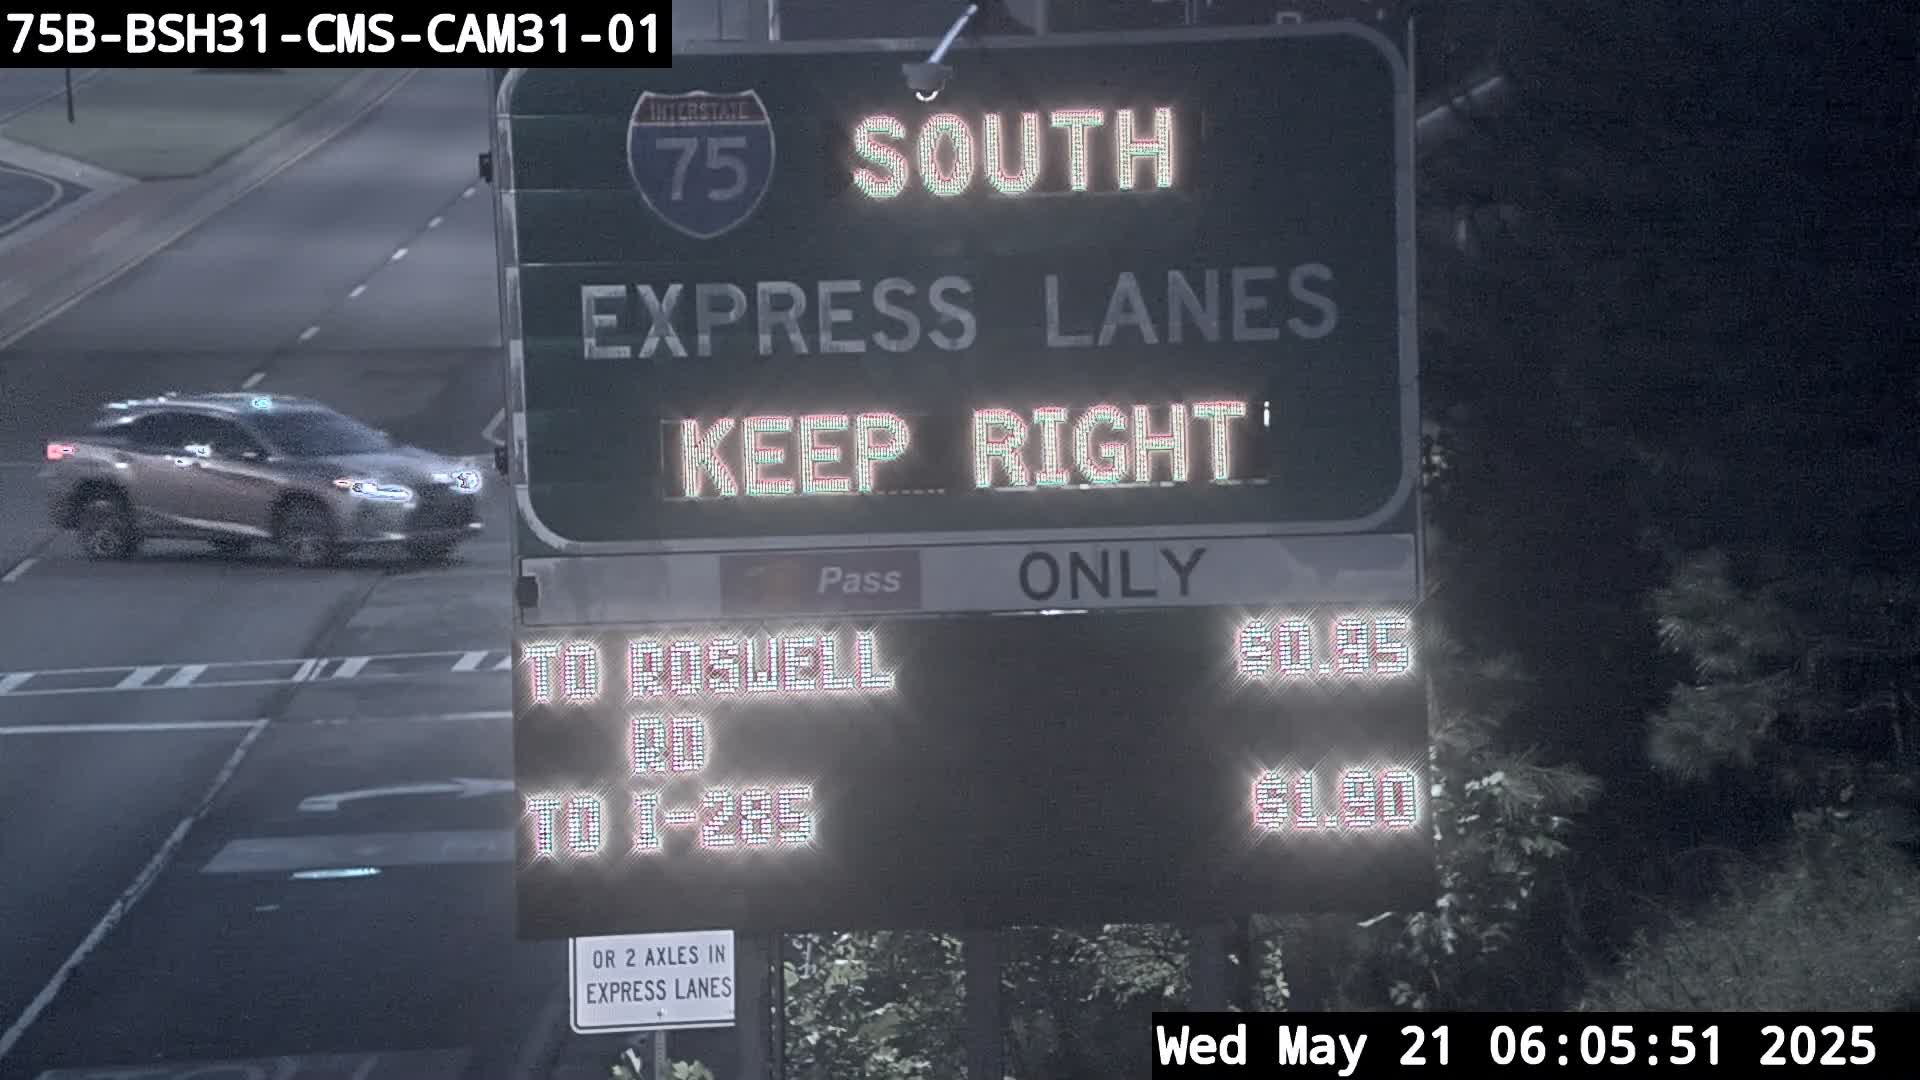 75B-BSH31-CMS-CAM31-01
INTERSTATE
75
SOUTH
EXPRESS LANES
KEEP RIGHT
Pass ONLY
TO ROSWELL $0.95
RD
TO I-285 $1.90
OR 2 AXLES IN
EXPRESS LANES
Wed May 21 06:05:51 2025